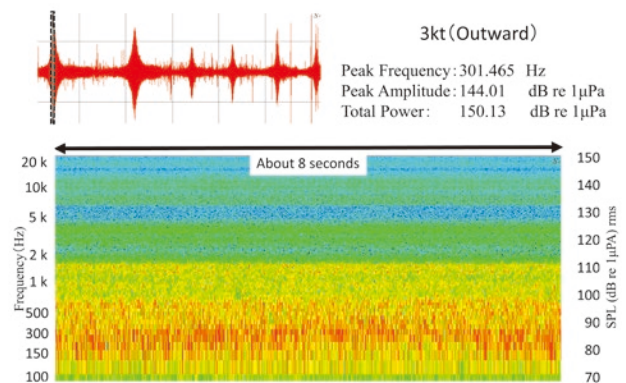 3kt(Outward)
Peak Frequency:301.465 Hz
Peak Amplitude:144.01 dB re 1μPa
Total Power: 150.13 dB re 1μPa
About 8 seconds
Frequency(Hz)
20 k
10k
5 k
2 k
1 k
500
300
150
100
150
140
130
120
110
100
90
80
70
SPL (dB re 1μPA) rms